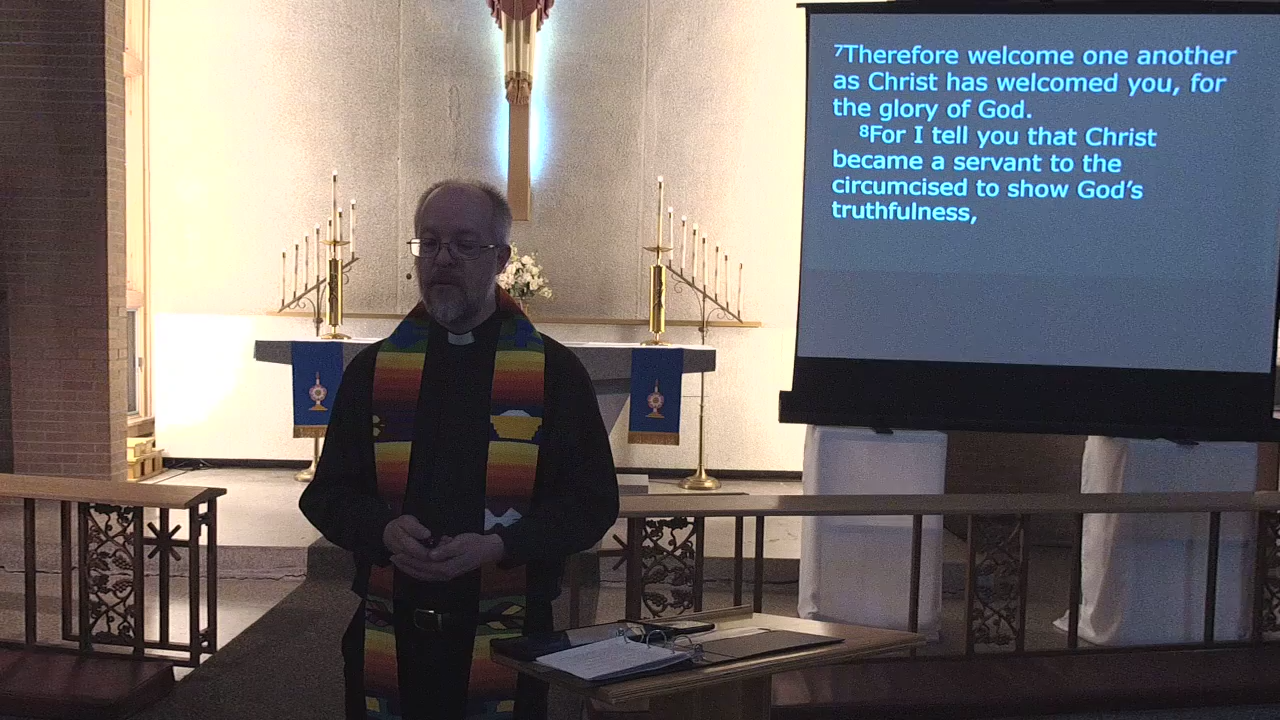 ⁷Therefore welcome one another
as Christ has welcomed you, for
the glory of God.
⁸For I tell you that Christ
became a servant to the
circumcised to show God’s
truthfulness,